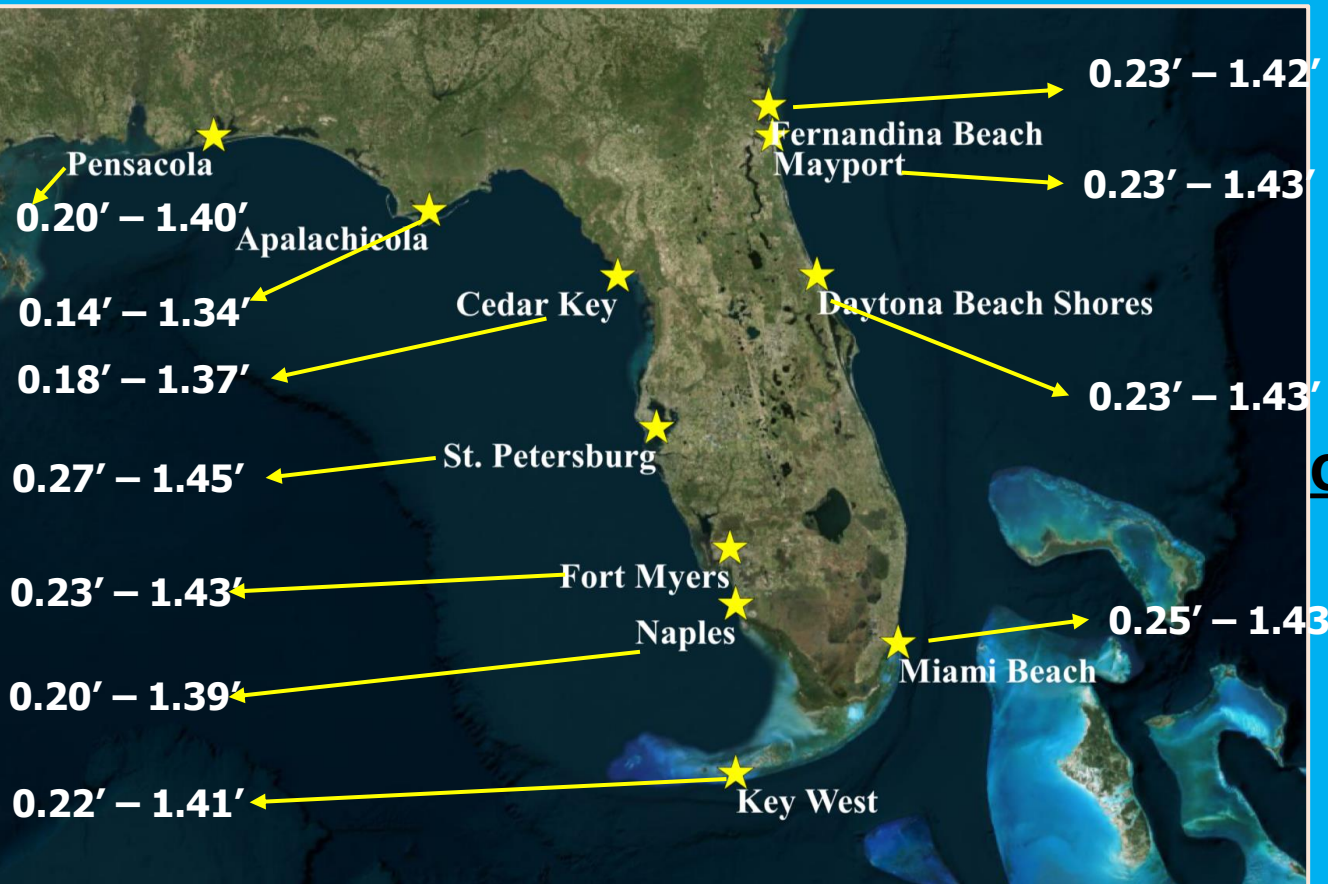 0.23′ – 1.42′
Fernandina Beach
Mayport
0.23′ – 1.43′
Pensacola
0.20′ – 1.40′
Apalachicola
0.14′ – 1.34′
Cedar Key
Daytona Beach Shores
0.18′ – 1.37′
0.23′ – 1.43′
St. Petersburg
0.27′ – 1.45′
Fort Myers
0.23′ – 1.43′
Naples
0.25′ – 1.43
Miami Beach
0.20′ – 1.39′
Key West
0.22′ – 1.41′